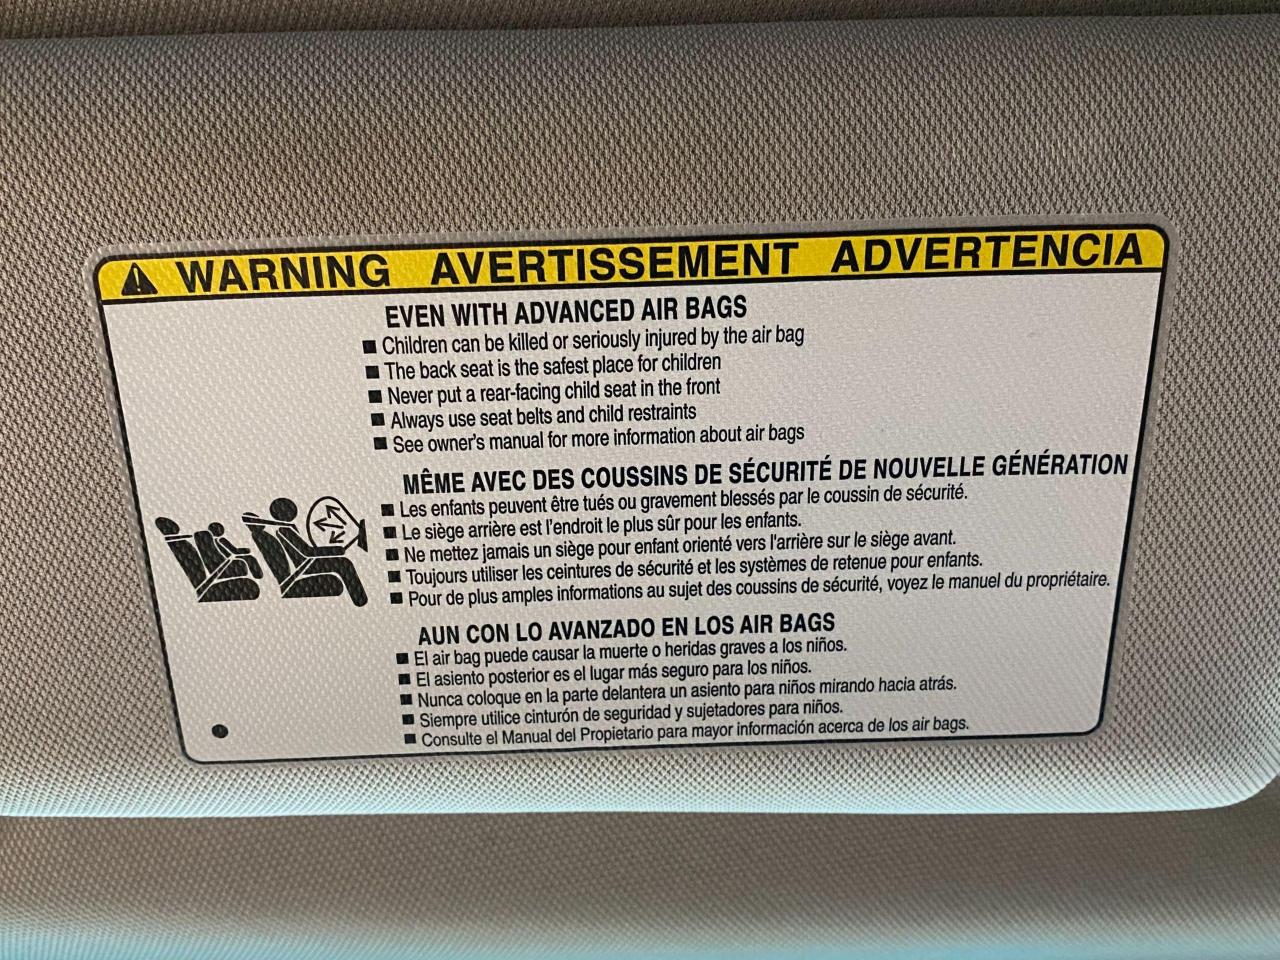 WARNING AVERTISSEMENT ADVERTENCIA
EVEN WITH ADVANCED AIR BAGS
■ Children can be killed or seriously injured by the air bag
■ The back seat is the safest place for children
■ Never put a rear-facing child seat in the front
■ Always use seat belts and child restraints
■ See owner's manual for more information about air bags
MÊME AVEC DES COUSSINS DE SÉCURITÉ DE NOUVELLE GÉNÉRATION
■ Les enfants peuvent être tués ou gravement blessés par le coussin de sécurité.
■ Le siège arrière est l'endroit le plus sûr pour les enfants.
■ Ne mettez jamais un siège pour enfant orienté vers l'arrière sur le siège avant.
■ Toujours utiliser les ceintures de sécurité et les systèmes de retenue pour enfants.
■ Pour de plus amples informations au sujet des coussins de sécurité, voyez le manuel du propriétaire.
AUN CON LO AVANZADO EN LOS AIR BAGS
■ El air bag puede causar la muerte o heridas graves a los niños.
■ El asiento posterior es el lugar más seguro para los niños.
■ Nunca coloque en la parte delantera un asiento para niños mirando hacia atrás.
■ Siempre utilice cinturón de seguridad y sujetadores para niños.
■ Consulte el Manual del Propietario para mayor información acerca de los air bags.